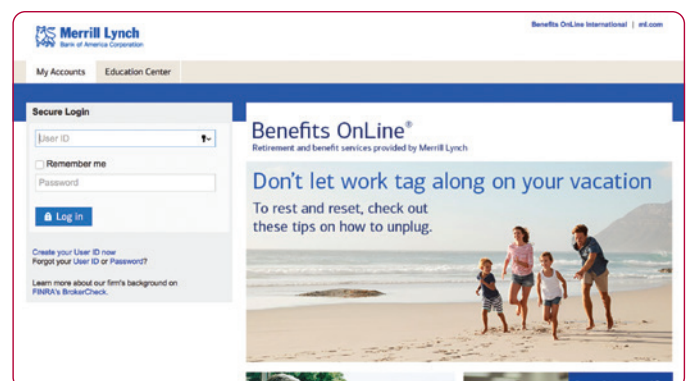 Merrill Lynch
Bank of America Corporation
Benefits OnLine International | ml.com
My Accounts
Education Center
Secure Login
User ID
Remember me
Password
Log in
Create your User ID now
Forgot your User ID or Password?
Learn more about our firm's background on
FINRA's BrokerCheck.
Benefits OnLine®
Retirement and benefit services provided by Merrill Lynch
Don't let work tag along on your vacation
To rest and reset, check out
these tips on how to unplug.